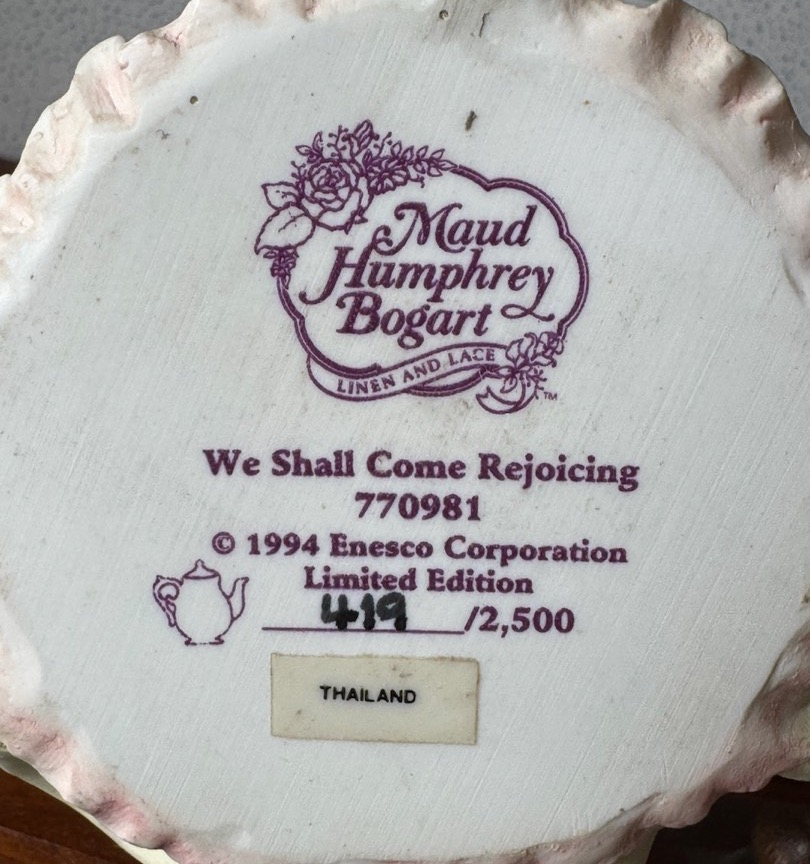 Maud
Humphrey
Bogart
LINEN AND LACE
TM
We Shall Come Rejoicing
770981
© 1994 Enesco Corporation
Limited Edition
419/2,500
THAILAND